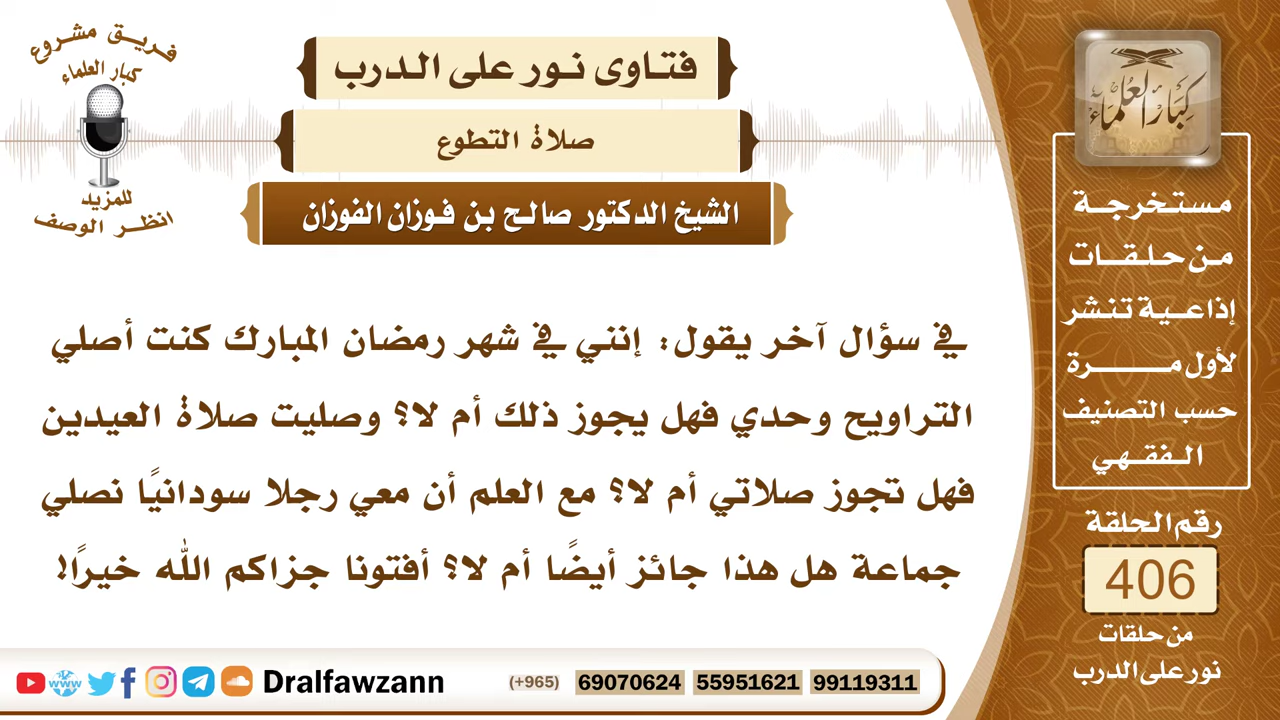 فريق مشروع
كبار العلماء
للمزيد
انظر الوصف
فتاوى نور على الدرب
صلاة التطوع
الشيخ الدكتور صالح بن فوزان الفوزان
في سؤال آخر يقول: إنني في شهر رمضان المبارك كنت أصلي
التراويح وحدي فهل يجوز ذلك أم لا؟ وصليت صلاة العيدين
فهل تجوز صلاتي أم لا؟ مع العلم أن معي رجلا سودانيًا نصلي
جماعة هل هذا جائز أيضًا أم لا؟ أفتونا جزاكم الله خيرًا!
كبار العلماء
مستخرجة
من حلقات
إذاعية تنشر
لأول مرة
حسب التصنيف
الفقهي
رقم الحلقة
406
من حلقات
نور على الدرب
www
Dralfawzann
(+965) 69070624 55951621 99119311